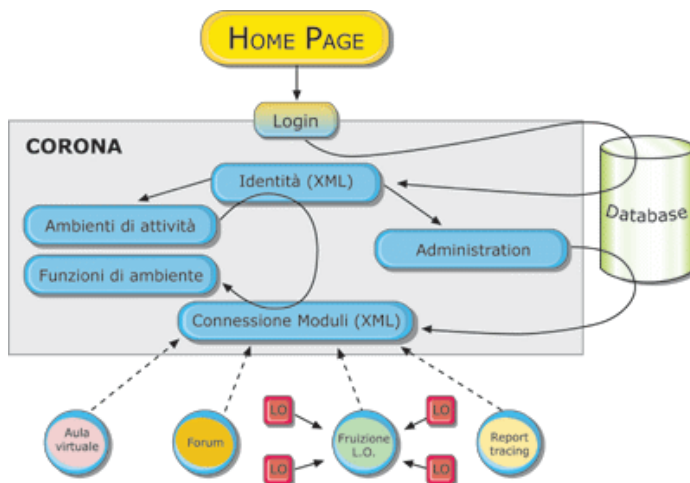 HOME PAGE
Login
CORONA
Identità (XML)
Database
Ambienti di attività
Administration
Funzioni di ambiente
Connessione Moduli (XML)
Aula
virtuale
Forum
LO
LO
Fruizione
L.O.
LO
LO
Report
tracing